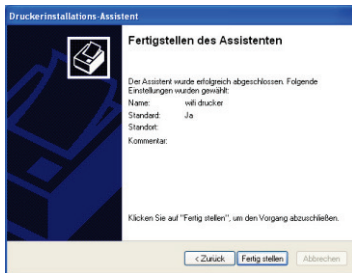 Druckerinstallations-Assistent
Fertigstellen des Assistenten
Der Assistent wurde erfolgreich abgeschlossen. Folgende
Einstellungen wurden gewählt:
Name: wifi drucker
Standard: Ja
Standort:
Kommentar:
Klicken Sie auf "Fertig stellen", um den Vorgang abzuschließen.
< Zurück Fertig stellen Abbrechen